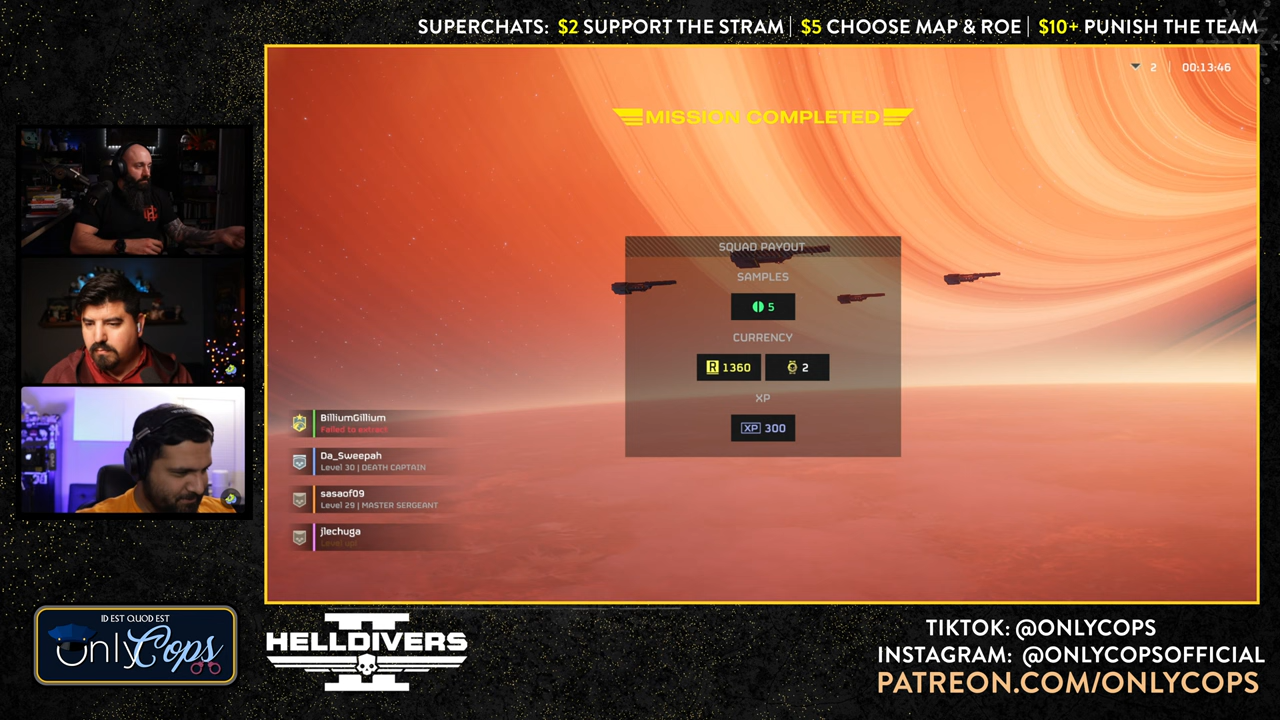 SUPERCHATS: $2 SUPPORT THE STRAM | $5 CHOOSE MAP & ROE | $10+ PUNISH THE TEAM
2 | 00:13:46
MISSION COMPLETED
SQUAD PAYOUT
SAMPLES
5
CURRENCY
R 1360 2
XP
XP 300
BilliumGillium
Failed to extract
Da_Sweepah
Level 30 | DEATH CAPTAIN
sasaof09
Level 29 | MASTER SERGEANT
jlechuga
ID EST QUOD EST
OnlyCops
HELLDIVERS
II
TIKTOK: @ONLYCOPS
INSTAGRAM: @ONLYCOPSOFFICIAL
PATREON.COM/ONLYCOPS